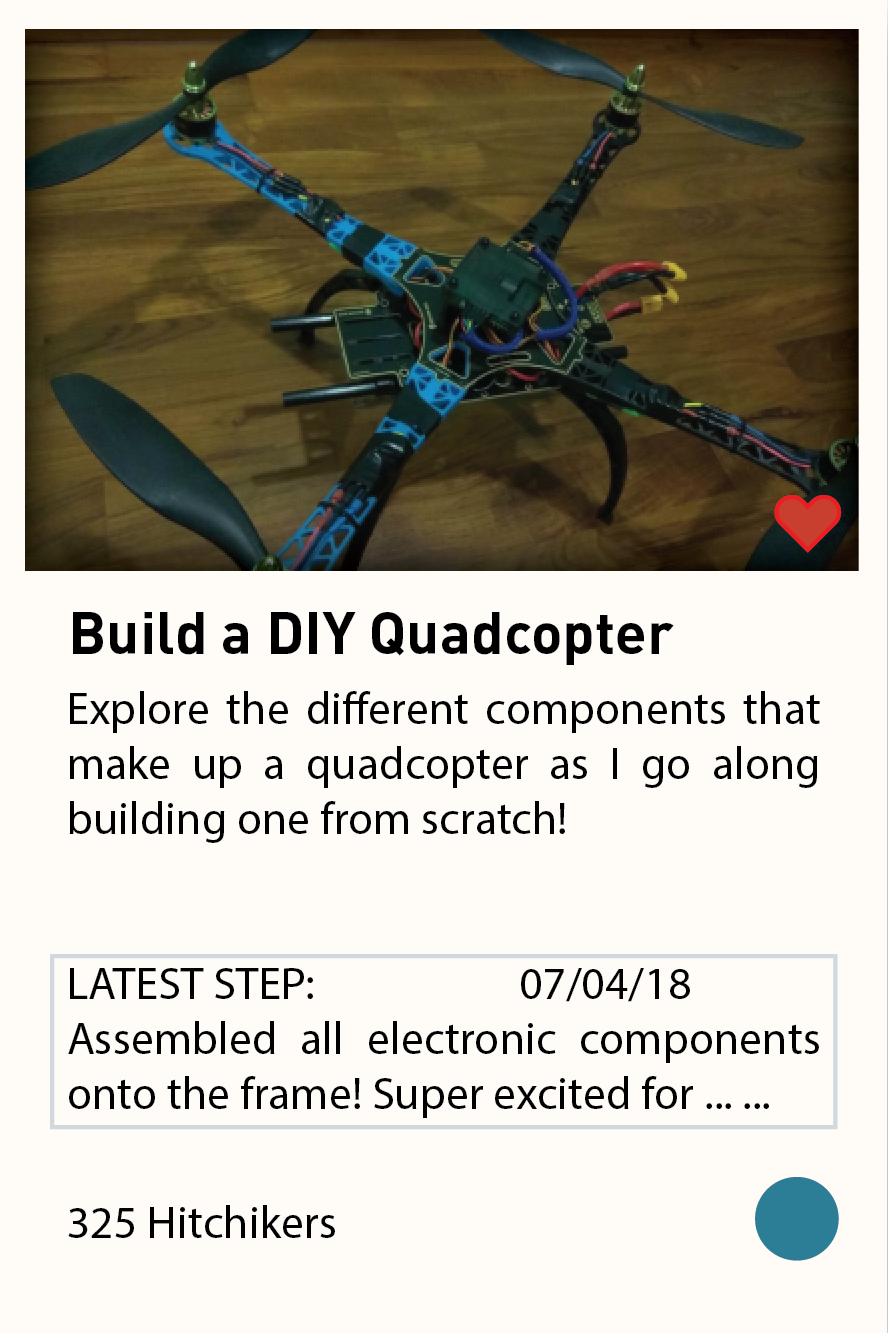 Build a DIY Quadcopter
Explore the different components that
make up a quadcopter as I go along
building one from scratch!
LATEST STEP: 07/04/18
Assembled all electronic components
onto the frame! Super excited for ... ...
325 Hitchikers